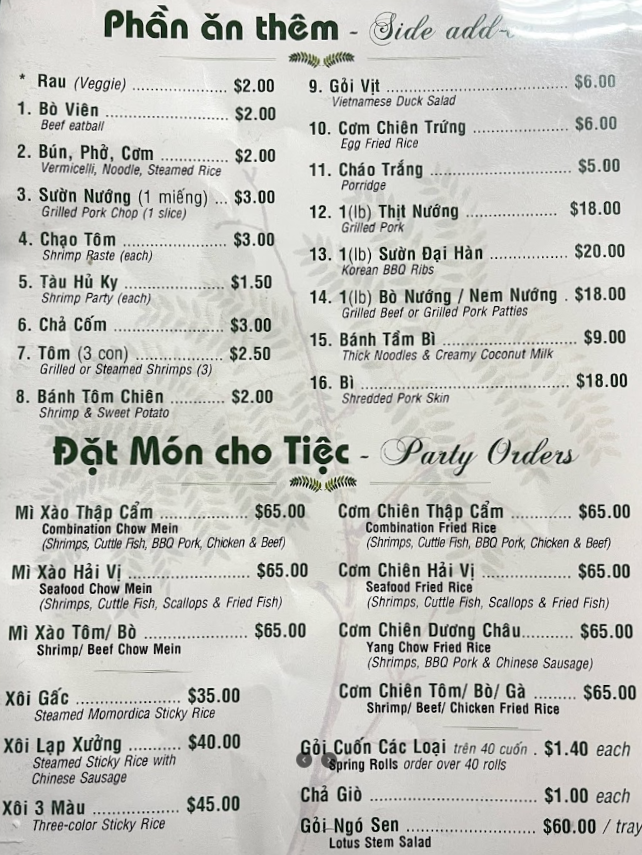 Phần ăn thêm - Side add-
* Rau (Veggie) .................... $2.00
1. Bò Viên .......................... $2.00
Beef eatball
2. Bún, Phở, Cơm ............... $2.00
Vermicelli, Noodle, Steamed Rice
3. Sườn Nướng (1 miếng) ... $3.00
Grilled Pork Chop (1 slice)
4. Chạo Tôm ...................... $3.00
Shrimp Paste (each)
5. Tàu Hủ Ky ..................... $1.50
Shrimp Party (each)
6. Chả Cốm ....................... $3.00
7. Tôm (3 con) .................. $2.50
Grilled or Steamed Shrimps (3)
8. Bánh Tôm Chiên ............ $2.00
Shrimp & Sweet Potato
9. Gỏi Vịt ................................ $6.00
Vietnamese Duck Salad
10. Cơm Chiên Trứng ................ $6.00
Egg Fried Rice
11. Cháo Trắng ......................... $5.00
Porridge
12. 1(lb) Thịt Nướng .................. $18.00
Grilled Pork
13. 1(lb) Sườn Đại Hàn ............... $20.00
Korean BBQ Ribs
14. 1(lb) Bò Nướng / Nem Nướng . $18.00
Grilled Beef or Grilled Pork Patties
15. Bánh Tầm Bì ....................... $9.00
Thick Noodles & Creamy Coconut Milk
16. Bì ...................................... $18.00
Shredded Pork Skin
Đặt Món cho Tiệc - Party Orders
Mì Xào Thập Cẩm .................... $65.00
Combination Chow Mein
(Shrimps, Cuttle Fish, BBQ Pork, Chicken & Beef)
Mì Xào Hải Vị ....................... $65.00
Seafood Chow Mein
(Shrimps, Cuttle Fish, Scallops & Fried Fish)
Mì Xào Tôm/ Bò ..................... $65.00
Shrimp/ Beef Chow Mein
Xôi Gấc ..................... $35.00
Steamed Momordica Sticky Rice
Xôi Lạp Xưởng ........... $40.00
Steamed Sticky Rice with
Chinese Sausage
Xôi 3 Màu .................. $45.00
Three-color Sticky Rice
Cơm Chiên Thập Cẩm ............ $65.00
Combination Fried Rice
(Shrimps, Cuttle Fish, BBQ Pork, Chicken & Beef)
Cơm Chiên Hải Vị .................. $65.00
Seafood Fried Rice
(Shrimps, Cuttle Fish, Scallops & Fried Fish)
Cơm Chiên Dương Châu.......... $65.00
Yang Chow Fried Rice
(Shrimps, BBQ Pork & Chinese Sausage)
Cơm Chiên Tôm/ Bò/ Gà ........ $65.00
Shrimp/ Beef/ Chicken Fried Rice
Gỏi Cuốn Các Loại trên 40 cuốn . $1.40 each
Spring Rolls order over 40 rolls
Chả Giò ................................ $1.00 each
Gỏi Ngó Sen ......................... $60.00 / tray
Lotus Stem Salad